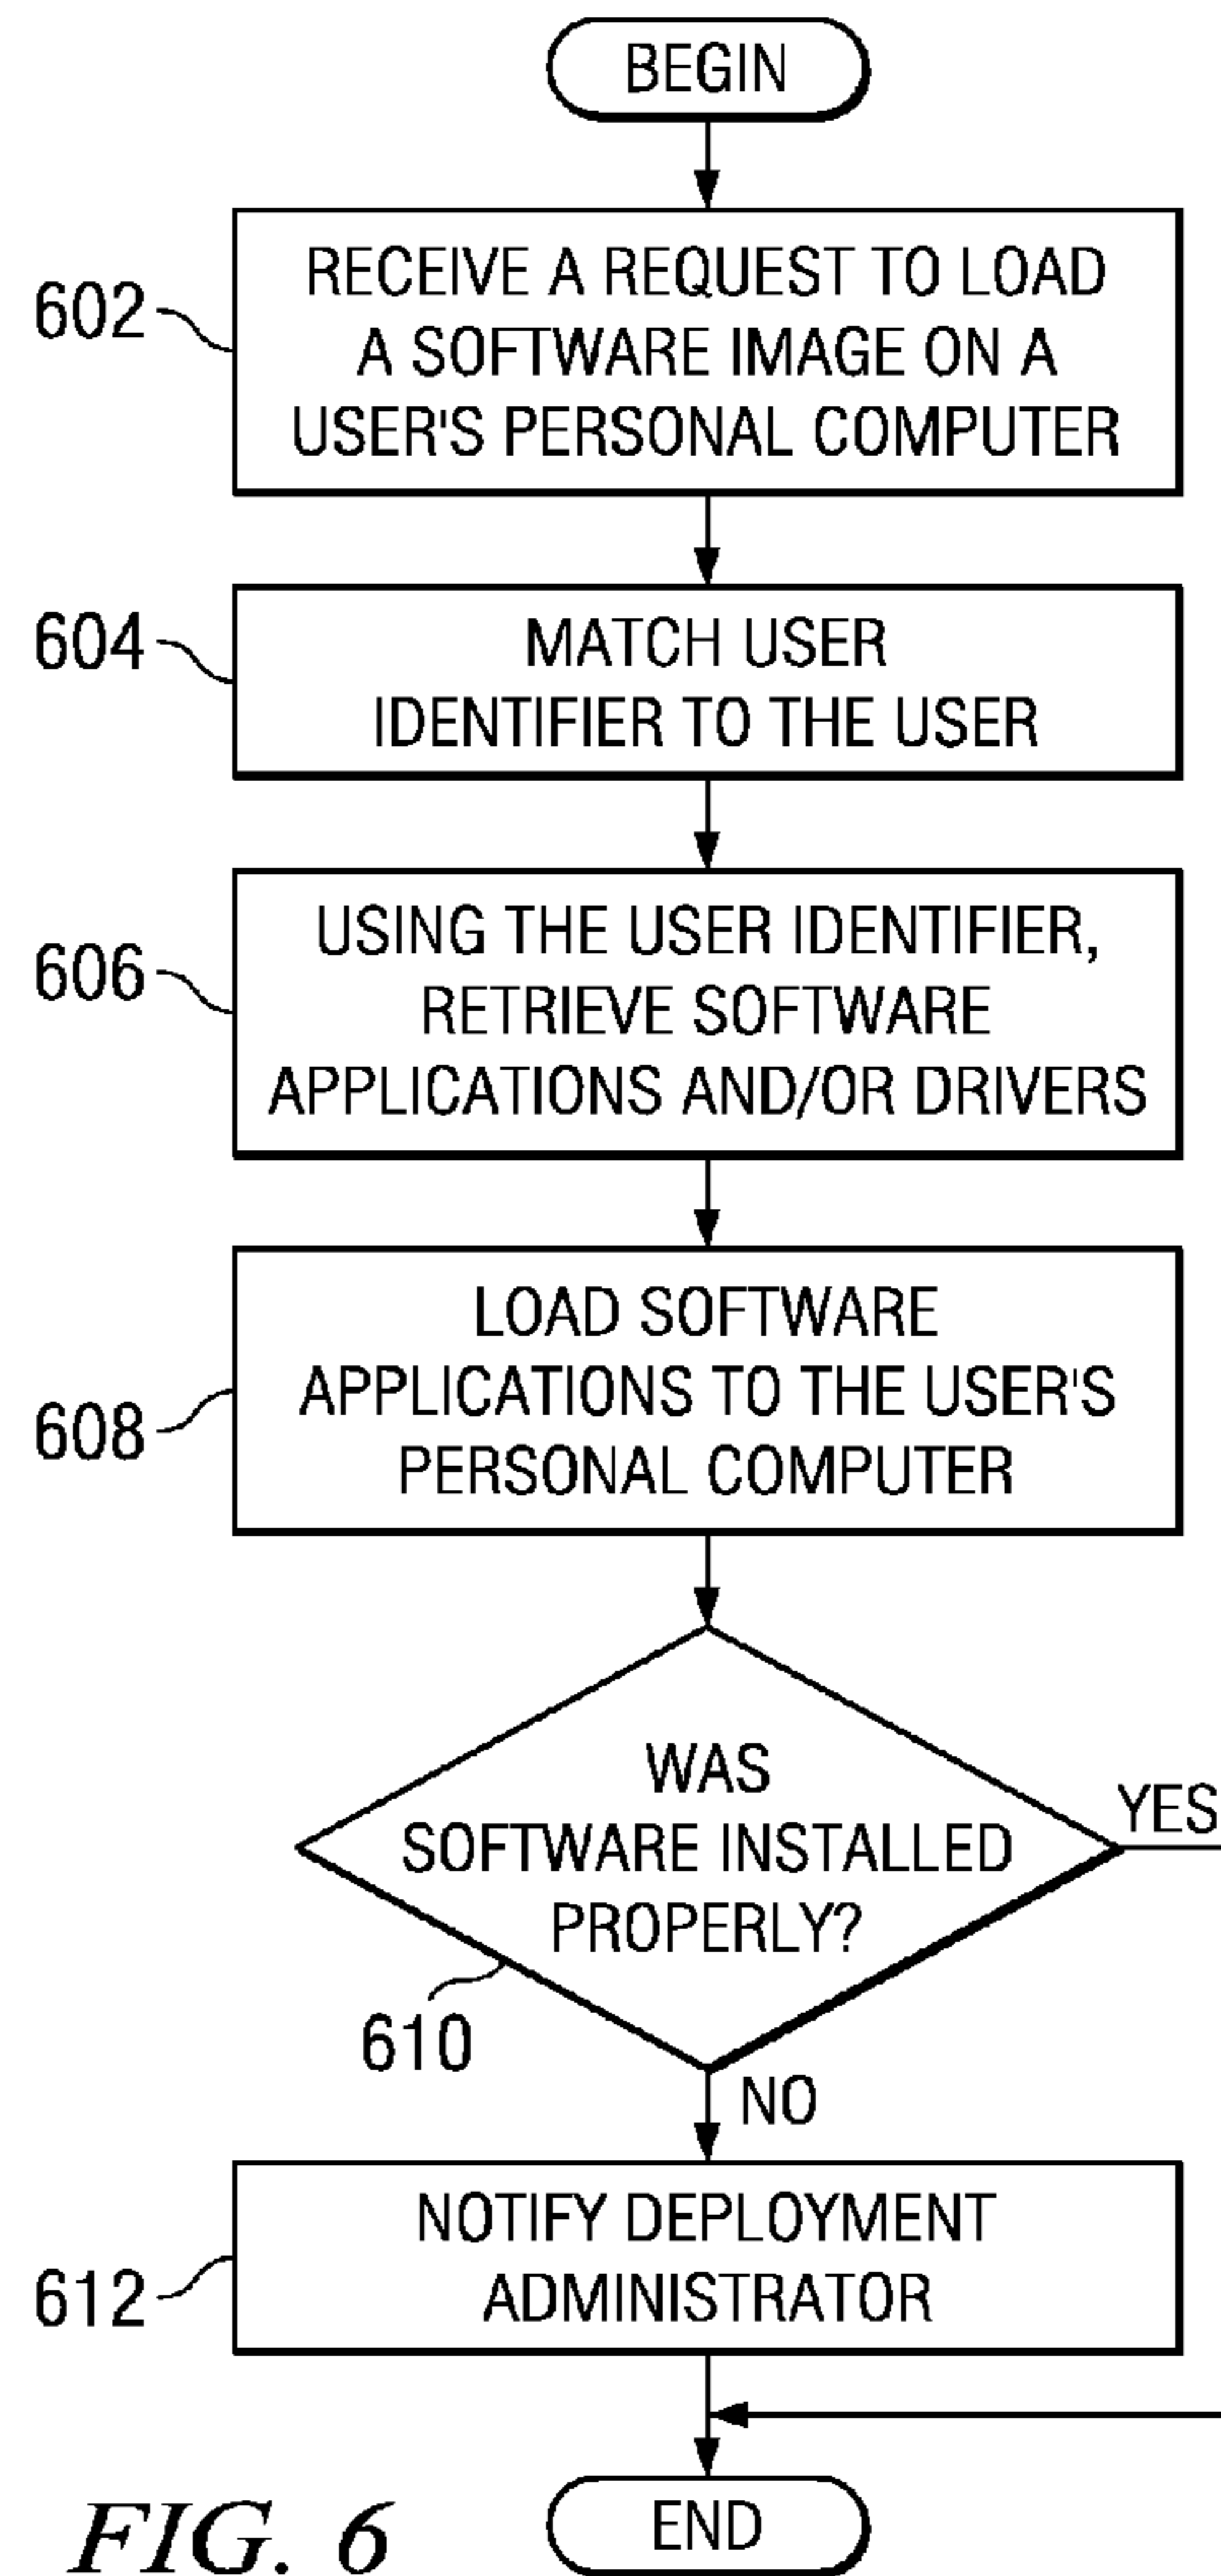 BEGIN
602
RECEIVE A REQUEST TO LOAD
A SOFTWARE IMAGE ON A
USER'S PERSONAL COMPUTER
604
MATCH USER
IDENTIFIER TO THE USER
606
USING THE USER IDENTIFIER,
RETRIEVE SOFTWARE
APPLICATIONS AND/OR DRIVERS
608
LOAD SOFTWARE
APPLICATIONS TO THE USER'S
PERSONAL COMPUTER
WAS
SOFTWARE INSTALLED
PROPERLY?
YES
610
NO
612
NOTIFY DEPLOYMENT
ADMINISTRATOR
END
FIG. 6